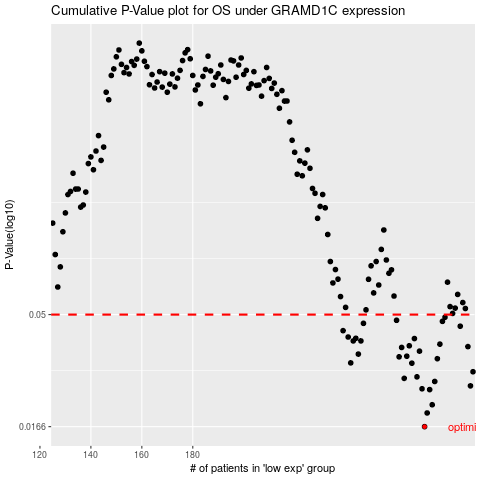 Cumulative P-Value plot for OS under GRAMD1C expression
P-Value(log10)
0.05
0.0166
optimi
120 140 160 180
# of patients in 'low exp' group